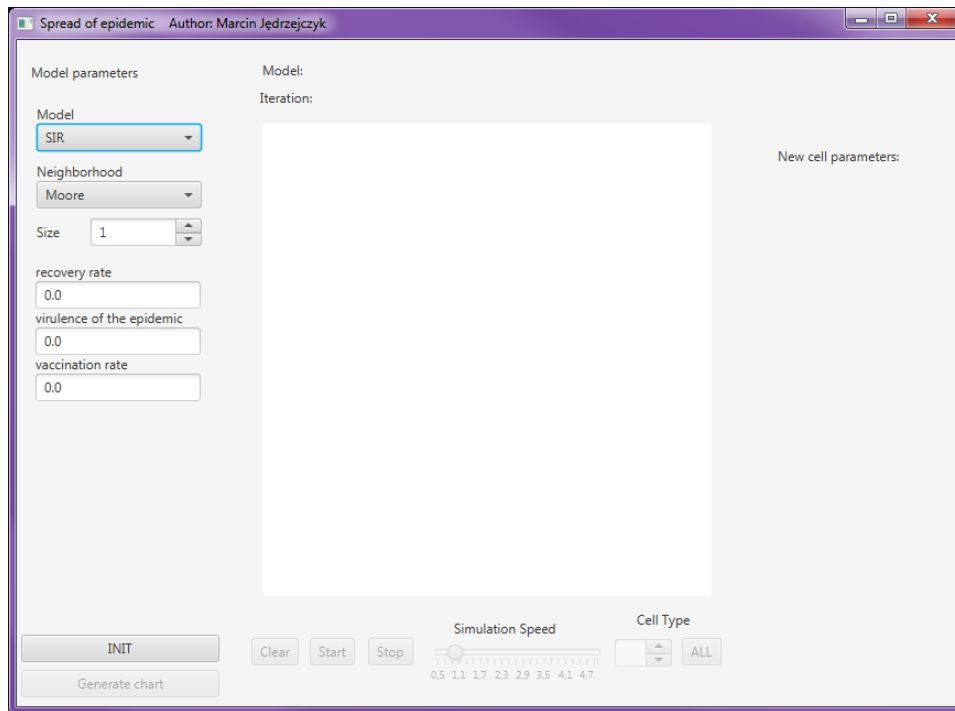 Spread of epidemic Author: Marcin Jędrzejczyk
Model parameters
Model
SIR
Neighborhood
Moore
Size 1
recovery rate
0.0
virulence of the epidemic
0.0
vaccination rate
0.0
INIT
Generate chart
Model:
Iteration:
Clear Start Stop
Simulation Speed
0,5 1,1 1,7 2,3 2,9 3,5 4,1 4,7
Cell Type
ALL
New cell parameters: